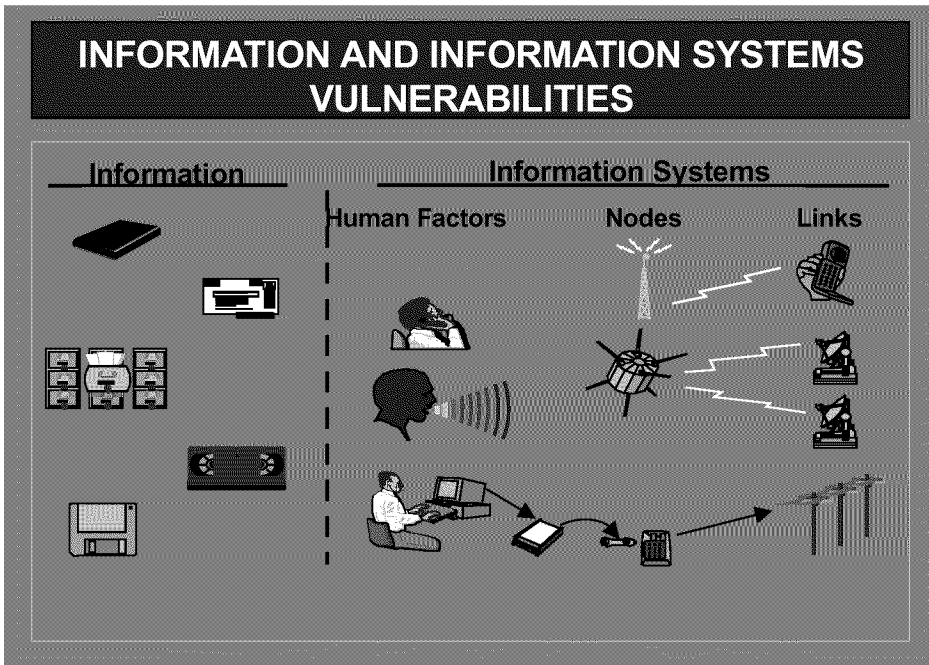 INFORMATION AND INFORMATION SYSTEMS
VULNERABILITIES
Information
Information Systems
Human Factors
Nodes
Links